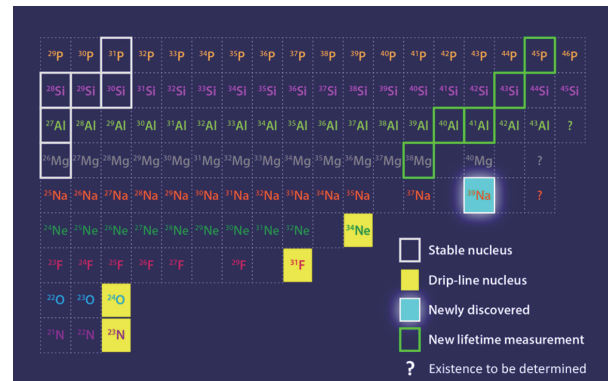 29P 30P 31P 32P 33P 34P 35P 36P 37P 38P 39P 40P 41P 42P 43P 44P 45P 46P
28Si 29Si 30Si 31Si 32Si 33Si 34Si 35Si 36Si 37Si 38Si 39Si 40Si 41Si 42Si 43Si 44Si 45Si
27Al 28Al 29Al 30Al 31Al 32Al 33Al 34Al 35Al 36Al 37Al 38Al 39Al 40Al 41Al 42Al 43Al ?
26Mg 27Mg 28Mg 29Mg 30Mg 31Mg 32Mg 33Mg 34Mg 35Mg 36Mg 37Mg 38Mg 40Mg ?
25Na 26Na 27Na 28Na 29Na 30Na 31Na 32Na 33Na 34Na 35Na 37Na 39Na ?
24Ne 25Ne 26Ne 27Ne 28Ne 29Ne 30Ne 31Ne 32Ne 34Ne
23F 24F 25F 26F 27F 29F 31F
22O 23O 24O
21N 22N 23N
Stable nucleus
Drip-line nucleus
Newly discovered
New lifetime measurement
? Existence to be determined